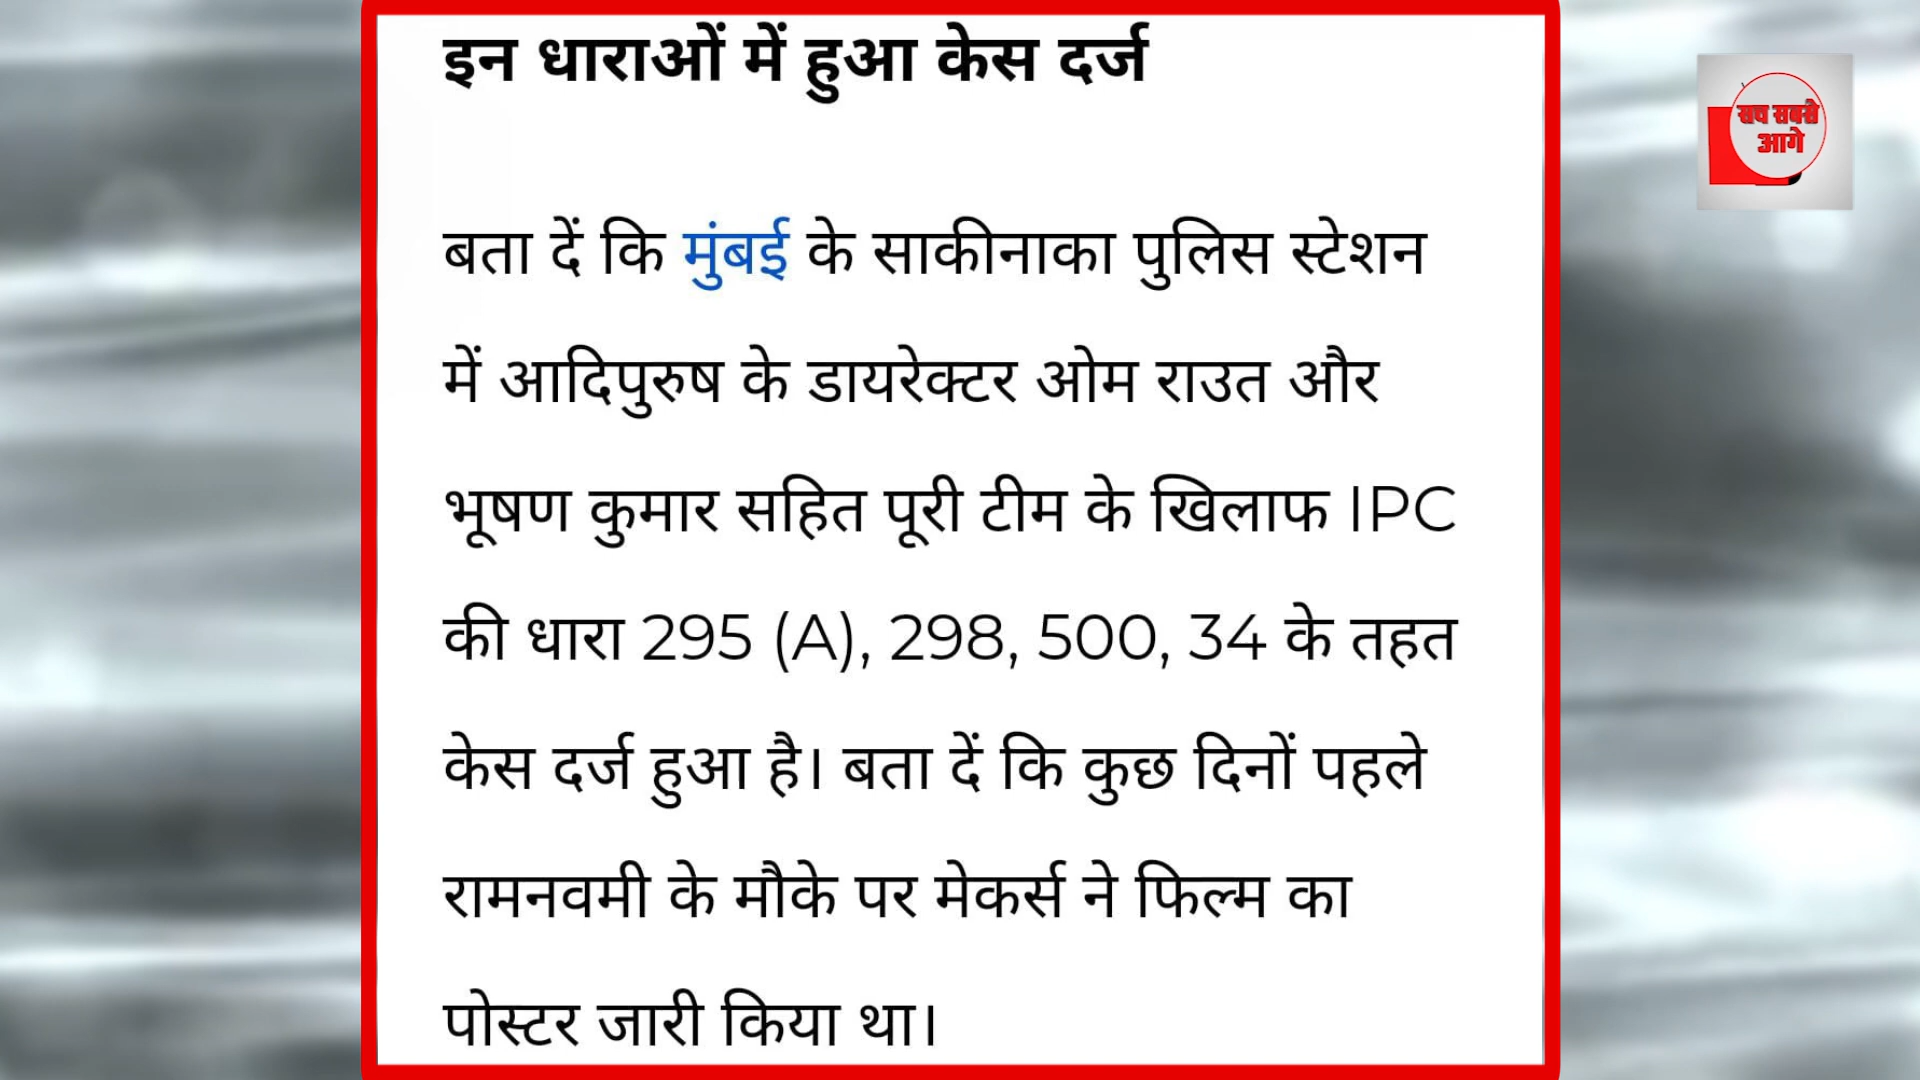 इन धाराओं में हुआ केस दर्ज
सच सबसे
आगे
बता दें कि मुंबई के साकीनाका पुलिस स्टेशन
में आदिपुरुष के डायरेक्टर ओम राउत और
भूषण कुमार सहित पूरी टीम के खिलाफ IPC
की धारा 295 (A), 298, 500, 34 के तहत
केस दर्ज हुआ है। बता दें कि कुछ दिनों पहले
रामनवमी के मौके पर मेकर्स ने फिल्म का
पोस्टर जारी किया था।